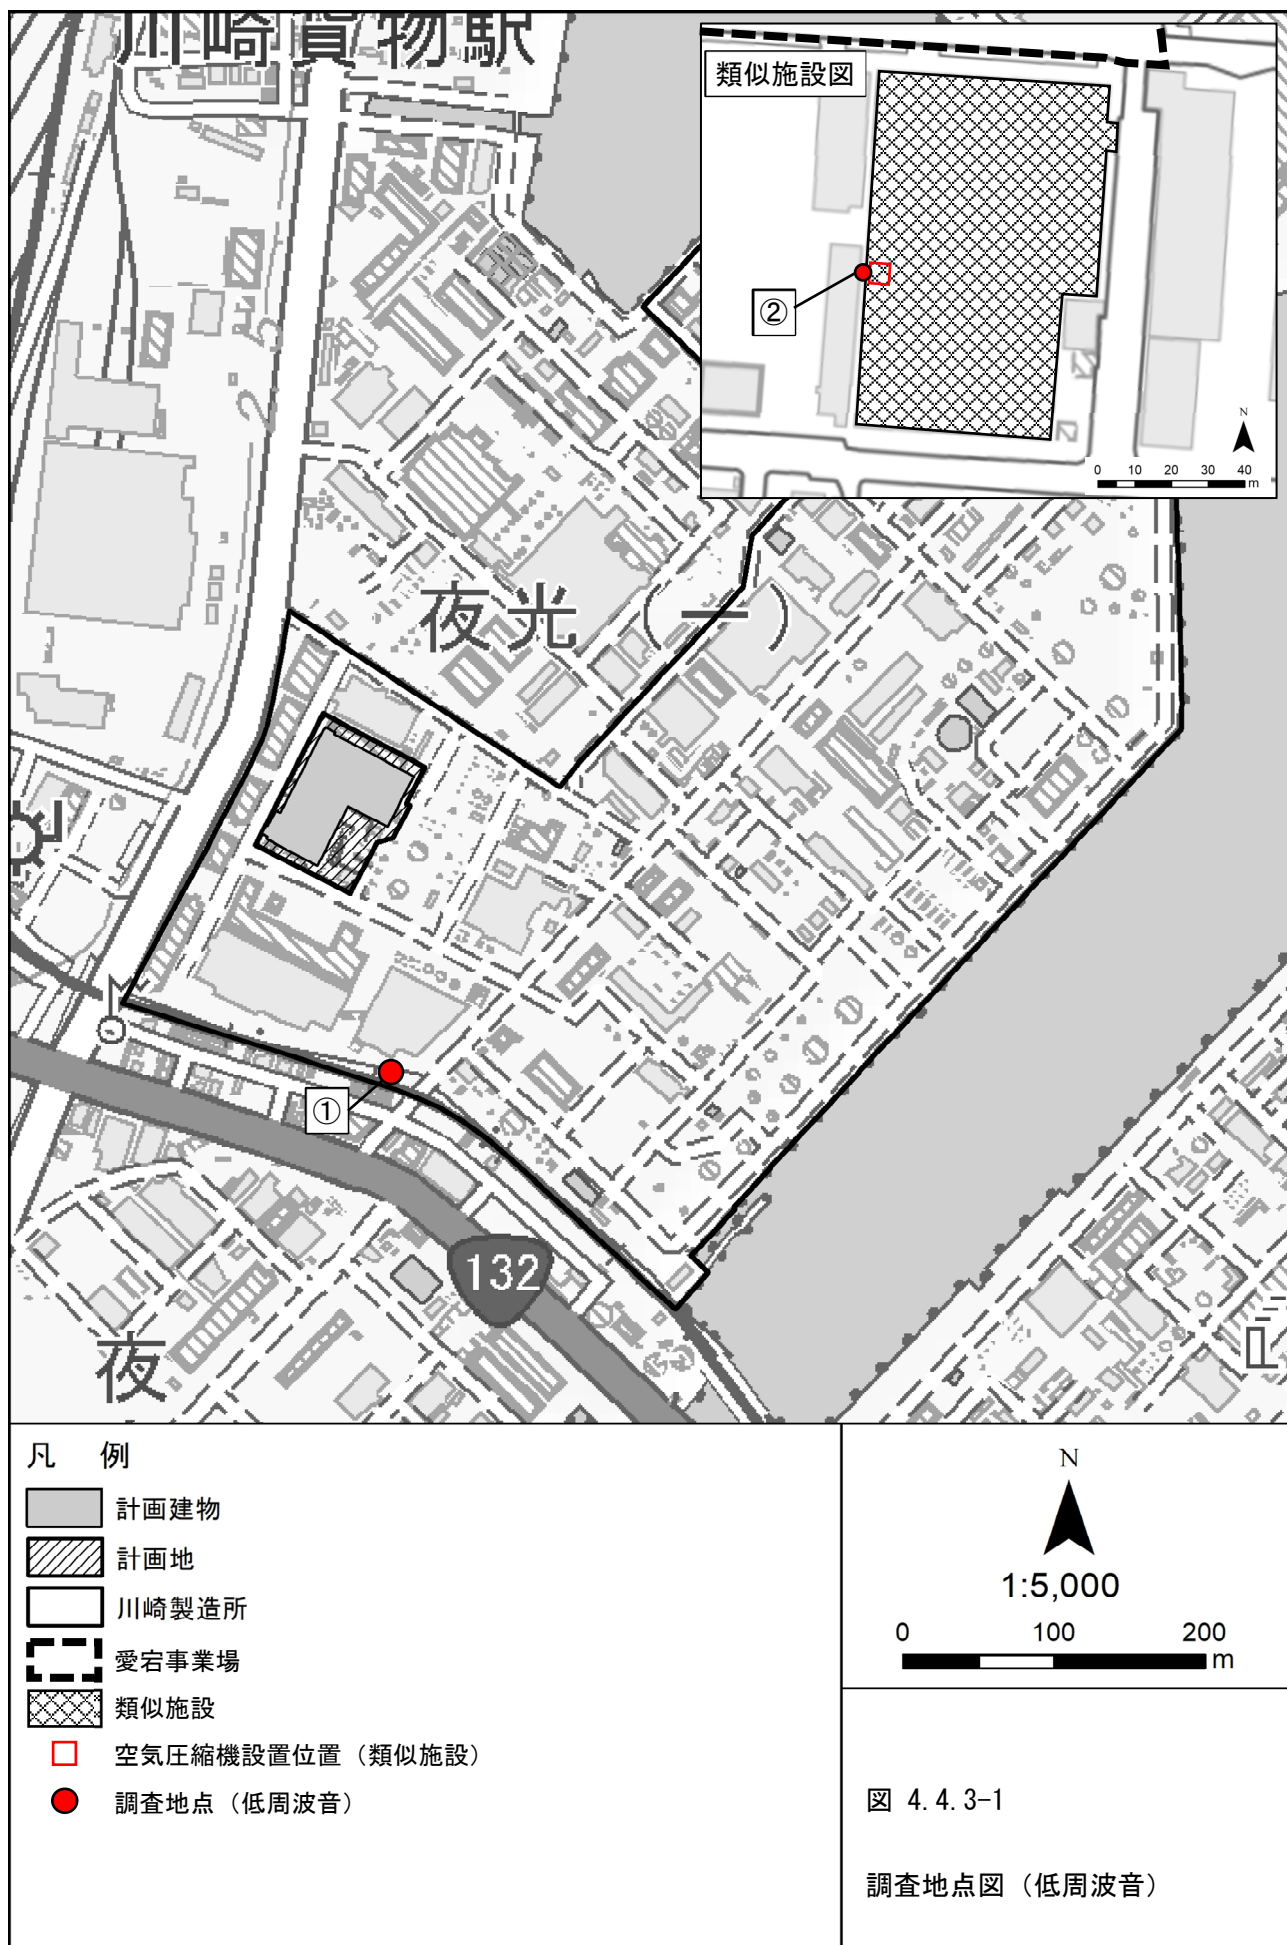 川崎貨物駅
類似施設図
②
N
0 10 20 30 40
m
夜光
(一)
①
132
夜
凡 例
計画建物
計画地
川崎製造所
愛宕事業場
類似施設
空気圧縮機設置位置（類似施設）
調査地点（低周波音）
N
1:5,000
0 100 200
m
図 4.4.3-1
調査地点図（低周波音）